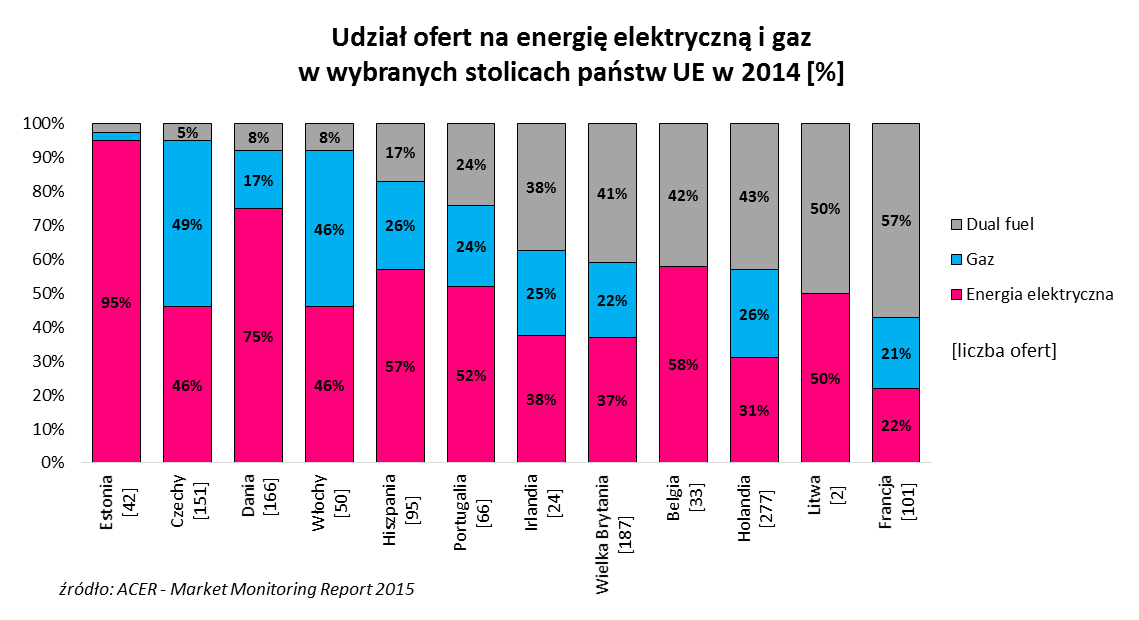 Udział ofert na energię elektryczną i gaz
w wybranych stolicach państw UE w 2014 [%]
100%
90%
80%
70%
60%
50%
40%
30%
20%
10%
0%
95%
5%
49%
46%
8%
17%
75%
8%
46%
46%
17%
26%
57%
24%
24%
52%
38%
25%
38%
41%
22%
37%
42%
58%
43%
26%
31%
50%
50%
57%
21%
22%
Dual fuel
Gaz
Energia elektryczna
[liczba ofert]
Estonia
[42]
Czechy
[151]
Dania
[166]
Włochy
[50]
Hiszpania
[95]
Portugalia
[66]
Irlandia
[24]
Wielka Brytania
[187]
Belgia
[33]
Holandia
[277]
Litwa
[2]
Francja
[101]
źródło: ACER - Market Monitoring Report 2015